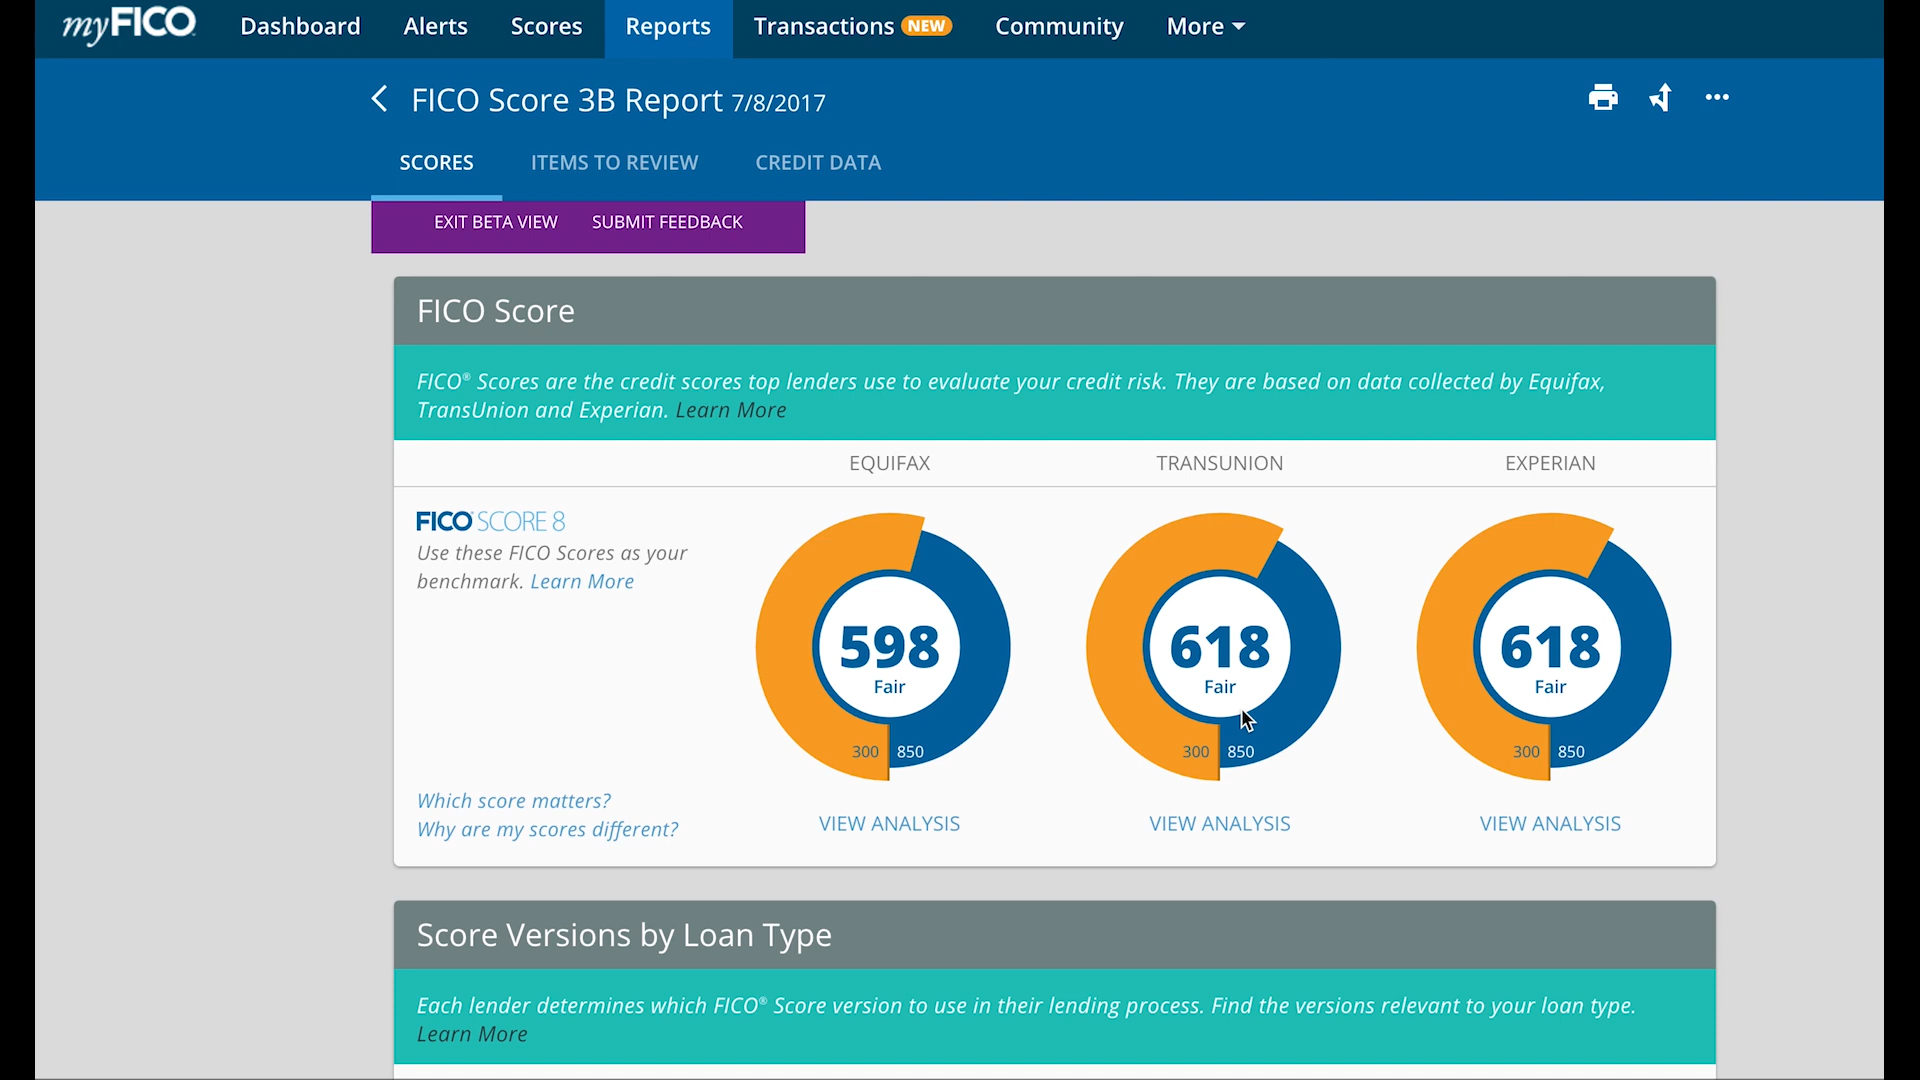 myFICO
Dashboard Alerts Scores Reports Transactions NEW Community More
FICO Score 3B Report 7/8/2017
SCORES ITEMS TO REVIEW CREDIT DATA
EXIT BETA VIEW SUBMIT FEEDBACK
FICO Score
FICO® Scores are the credit scores top lenders use to evaluate your credit risk. They are based on data collected by Equifax,
TransUnion and Experian. Learn More
EQUIFAX TRANSUNION EXPERIAN
FICO SCORE 8
Use these FICO Scores as your
benchmark. Learn More
598 618 618
Fair Fair Fair
300 850 300 850 300 850
Which score matters?
Why are my scores different?
VIEW ANALYSIS VIEW ANALYSIS VIEW ANALYSIS
Score Versions by Loan Type
Each lender determines which FICO® Score version to use in their lending process. Find the versions relevant to your loan type.
Learn More